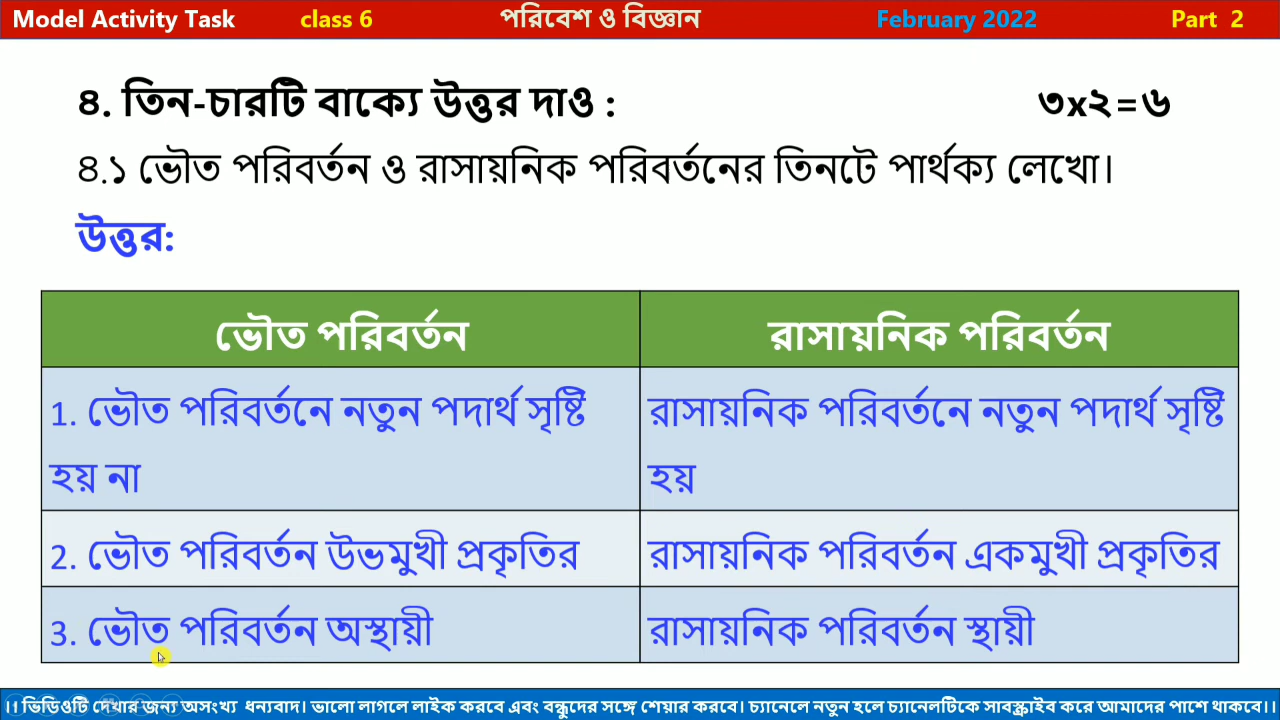 Model Activity Task class 6 পরিবেশ ও বিজ্ঞান February 2022 Part 2
৪. তিন-চারটি বাক্যে উত্তর দাও : ৩x২=৬
৪.১ ভৌত পরিবর্তন ও রাসায়নিক পরিবর্তনের তিনটে পার্থক্য লেখো।
উত্তর:
ভৌত পরিবর্তন রাসায়নিক পরিবর্তন
1. ভৌত পরিবর্তনে নতুন পদার্থ সৃষ্টি
হয় না
রাসায়নিক পরিবর্তনে নতুন পদার্থ সৃষ্টি
হয়
2. ভৌত পরিবর্তন উভমুখী প্রকৃতির
রাসায়নিক পরিবর্তন একমুখী প্রকৃতির
3. ভৌত পরিবর্তন অস্থায়ী
রাসায়নিক পরিবর্তন স্থায়ী
।। ভিডিওটি দেখার জন্য অসংখ্য ধন্যবাদ। ভালো লাগলে লাইক করবে এবং বন্ধুদের সঙ্গে শেয়ার করবে। চ্যানেলে নতুন হলে চ্যানেলটিকে সাবস্ক্রাইব করে আমাদের পাশে থাকবে।।